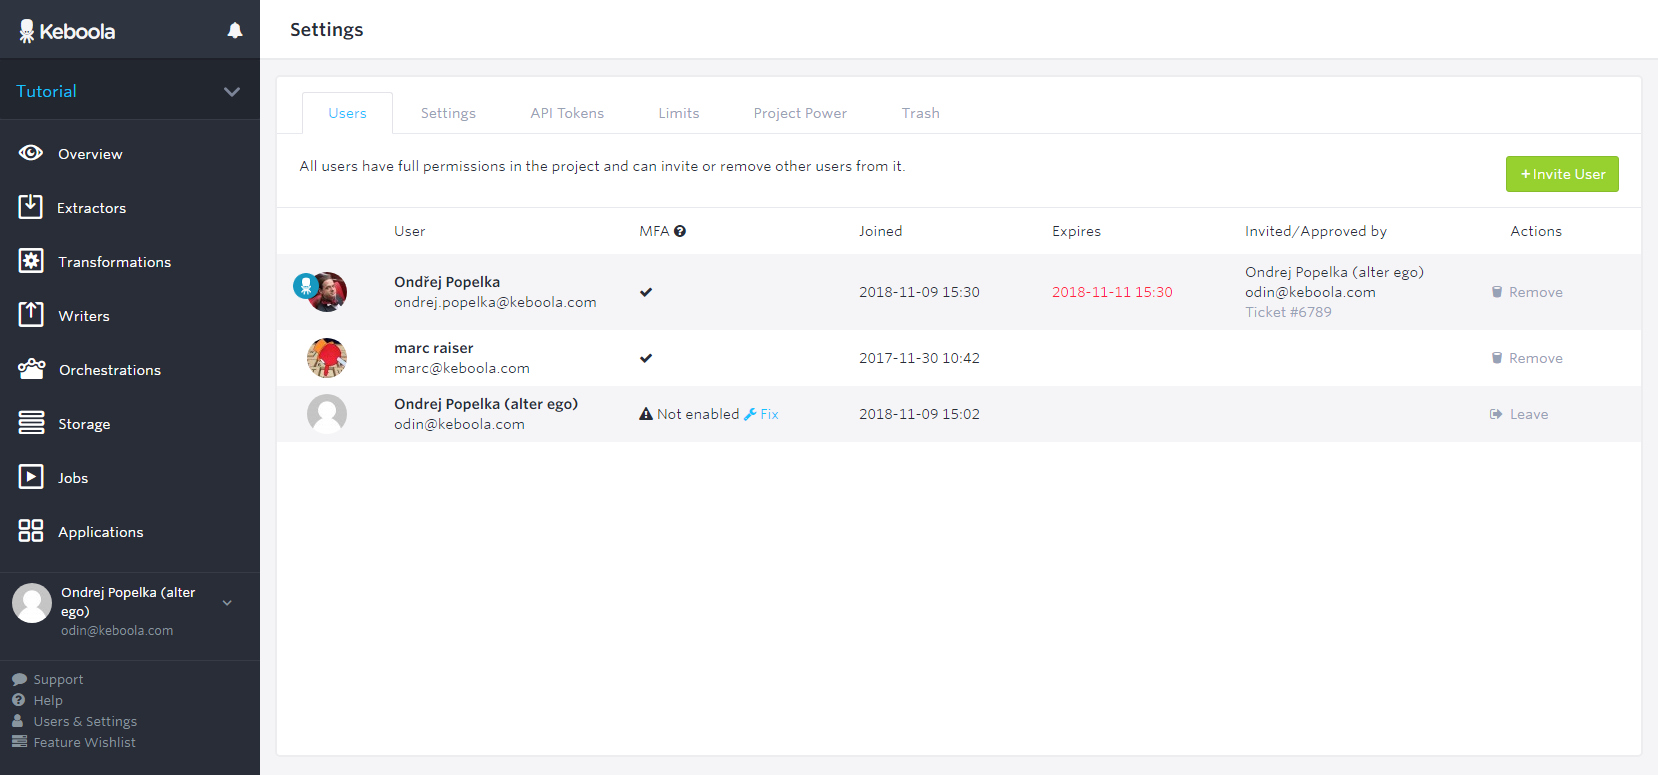 Keboola
Settings
Tutorial
Overview
Extractors
Transformations
Writers
Orchestrations
Storage
Jobs
Applications
Ondrej Popelka (alter
ego)
odin@keboola.com
Support
Help
Users & Settings
Feature Wishlist
Users Settings API Tokens Limits Project Power Trash
All users have full permissions in the project and can invite or remove other users from it.
+ Invite User
User MFA ? Joined Expires Invited/Approved by Actions
Ondřej Popelka
ondrej.popelka@keboola.com
2018-11-09 15:30
2018-11-11 15:30
Ondrej Popelka (alter ego)
odin@keboola.com
Ticket #6789
Remove
marc raiser
marc@keboola.com
2017-11-30 10:42
Remove
Ondrej Popelka (alter ego)
odin@keboola.com
Not enabled Fix
2018-11-09 15:02
Leave